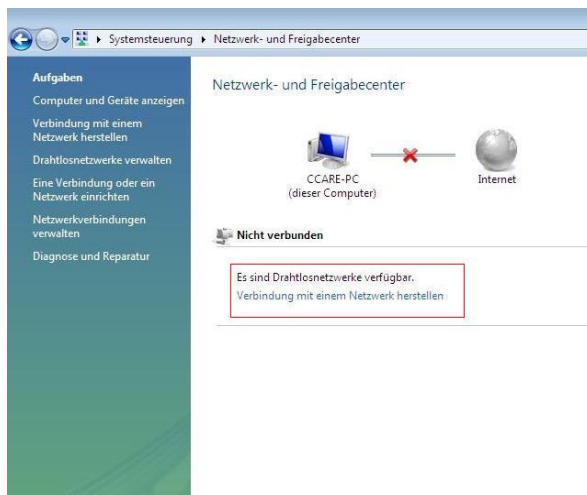 Systemsteuerung ▸ Netzwerk- und Freigabecenter
Aufgaben
Computer und Geräte anzeigen
Verbindung mit einem
Netzwerk herstellen
Drahtlosnetzwerke verwalten
Eine Verbindung oder ein
Netzwerk einrichten
Netzwerkverbindungen
verwalten
Diagnose und Reparatur
Netzwerk- und Freigabecenter
CCARE-PC
(dieser Computer)
Internet
Nicht verbunden
Es sind Drahtlosnetzwerke verfügbar.
Verbindung mit einem Netzwerk herstellen